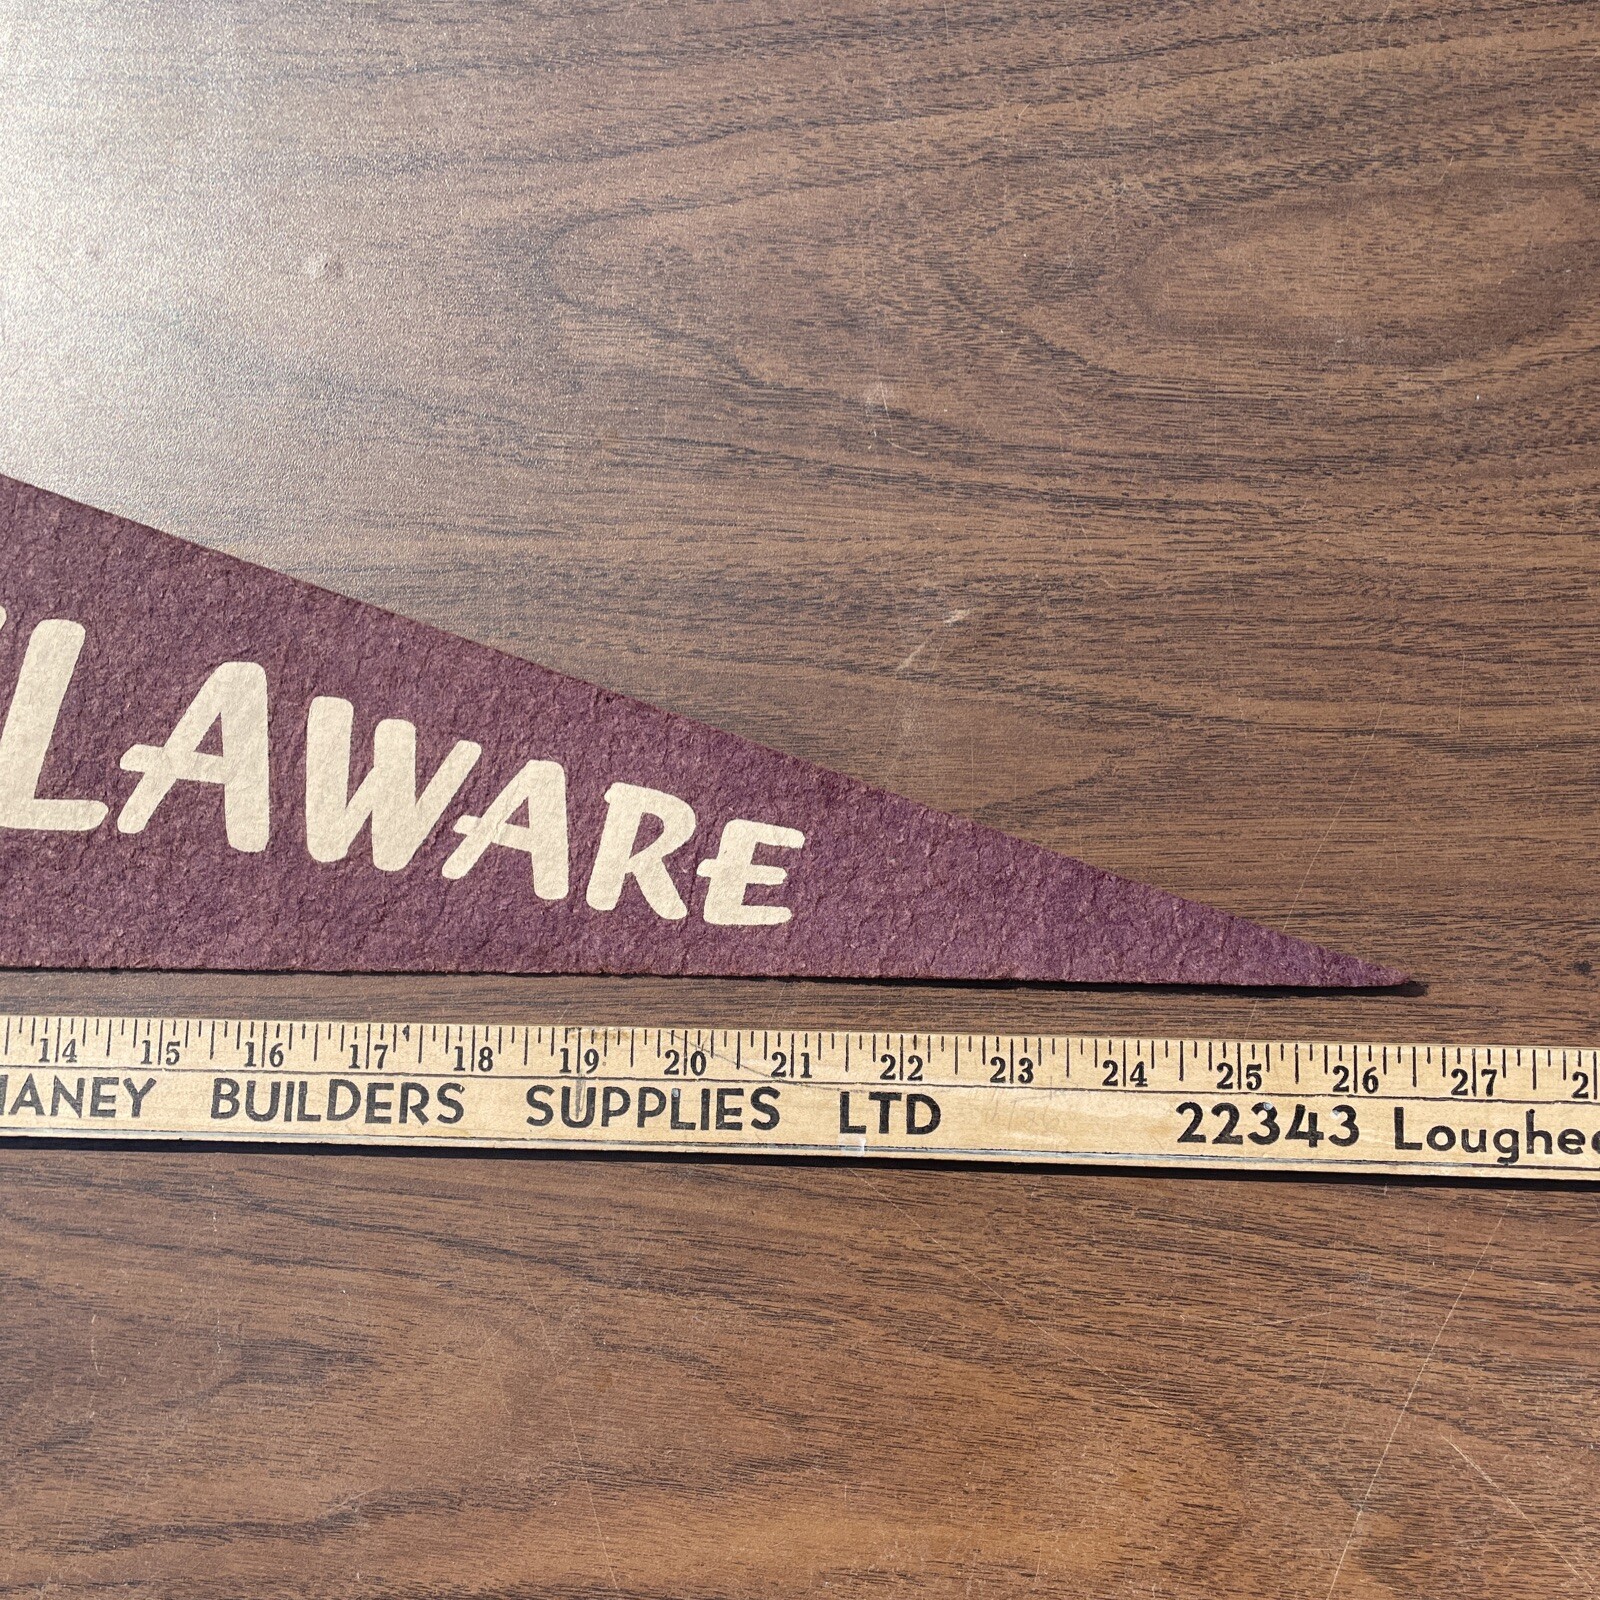 LAWARE
14 15 16 17 18 19 20 21 22 23 24 25 26 27
HANEY BUILDERS SUPPLIES LTD 22343 Loughee